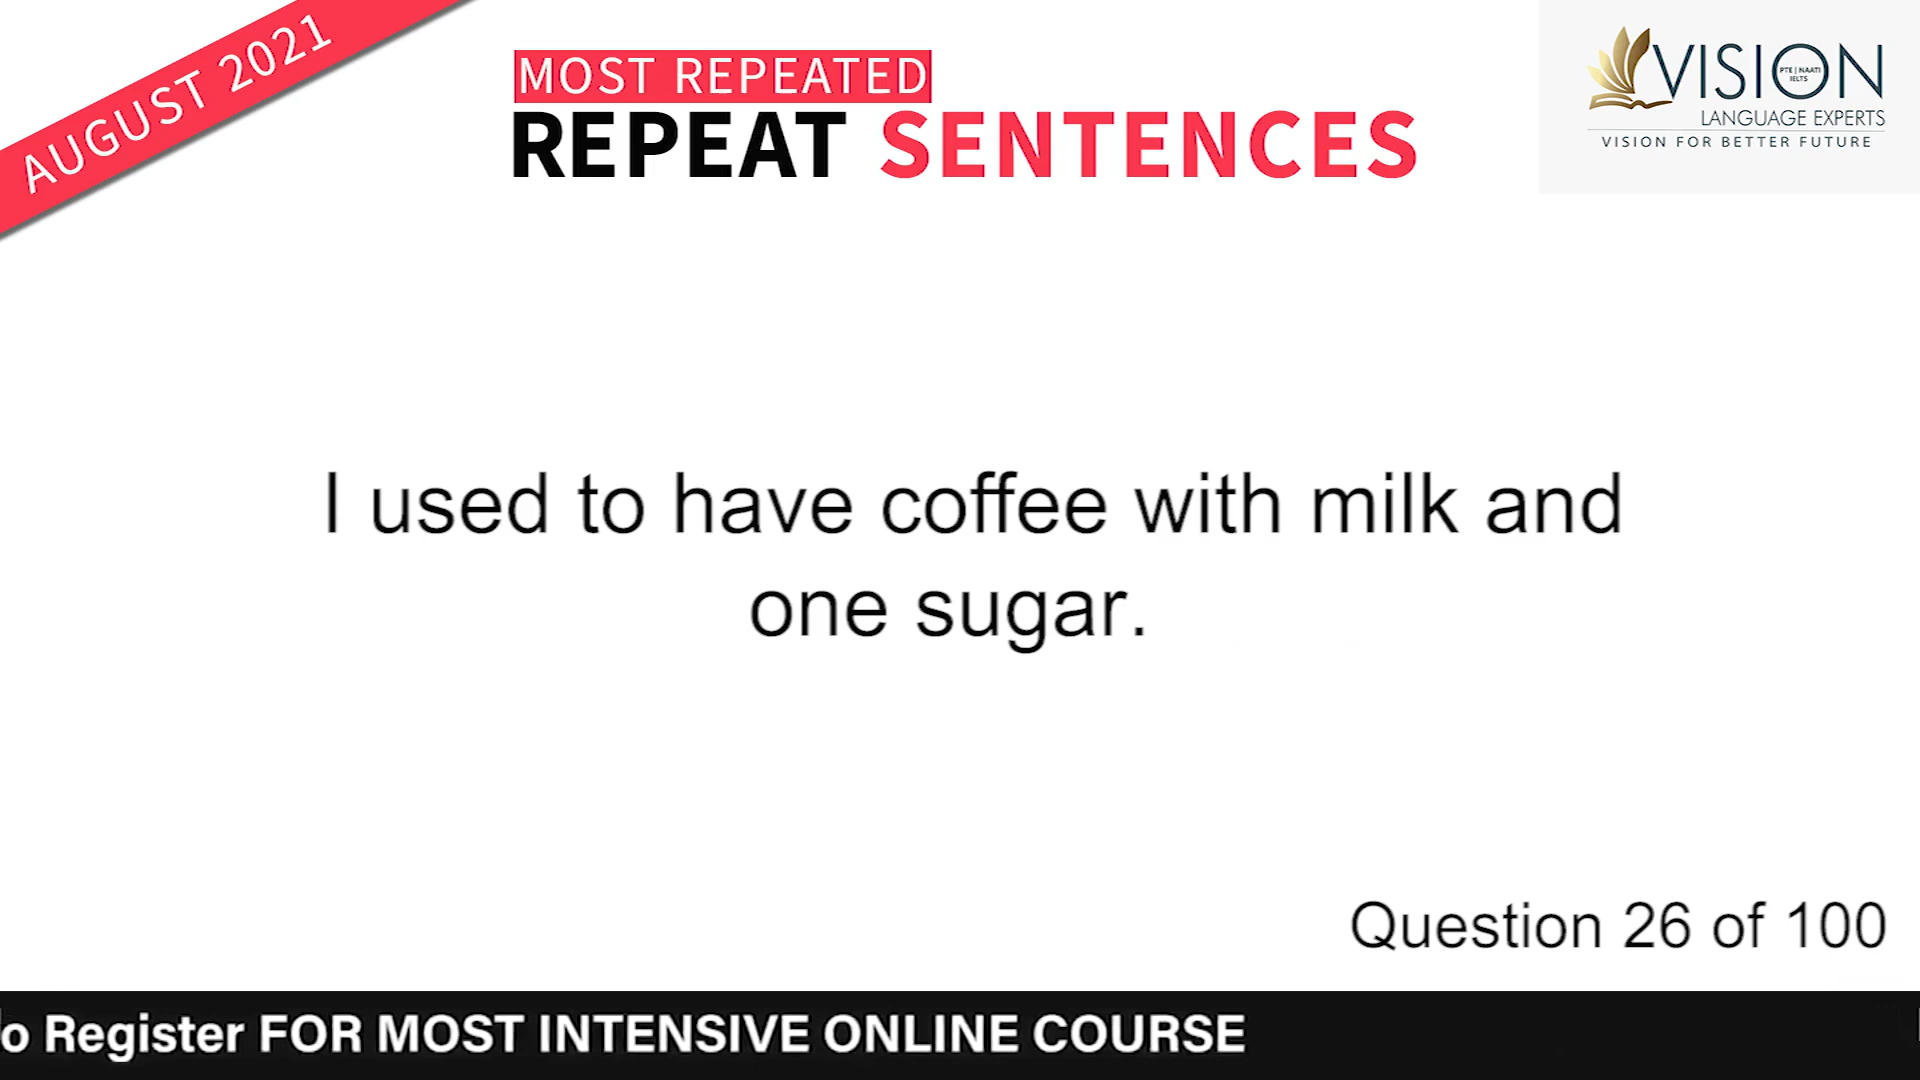 AUGUST 2021
MOST REPEATED
REPEAT SENTENCES
VISION
PTE | NAATI
IELTS
LANGUAGE EXPERTS
VISION FOR BETTER FUTURE
I used to have coffee with milk and
one sugar.
Question 26 of 100
o Register FOR MOST INTENSIVE ONLINE COURSE